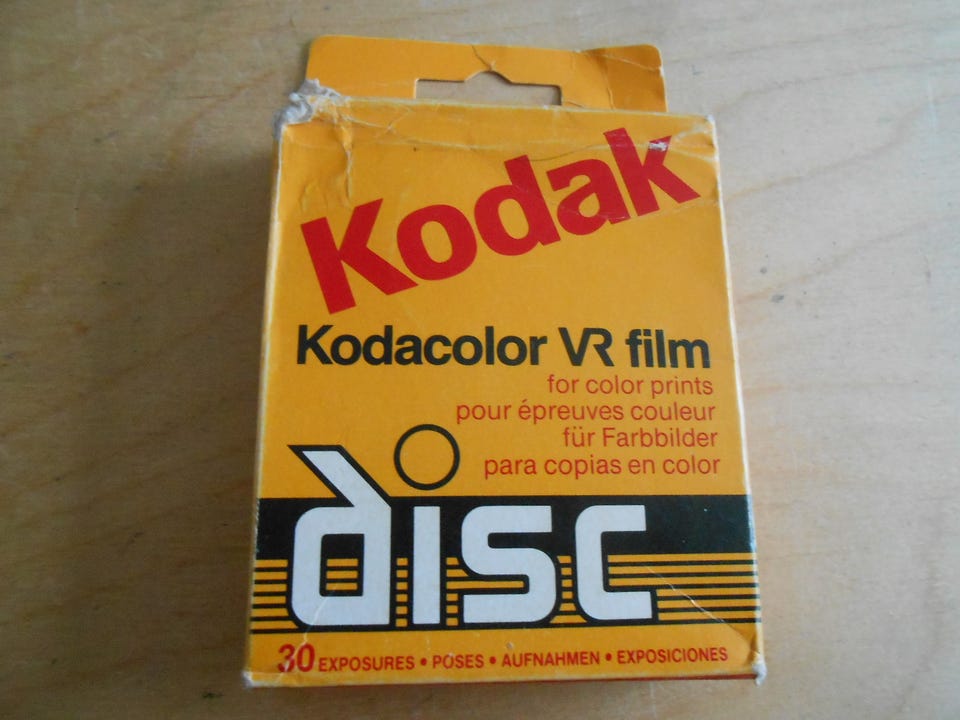 Kodak
Kodacolor VR film
for color prints
pour épreuves couleur
für Farbbilder
para copias en color
disc
30 EXPOSURES • POSES • AUFNAHMEN • EXPOSICIONES